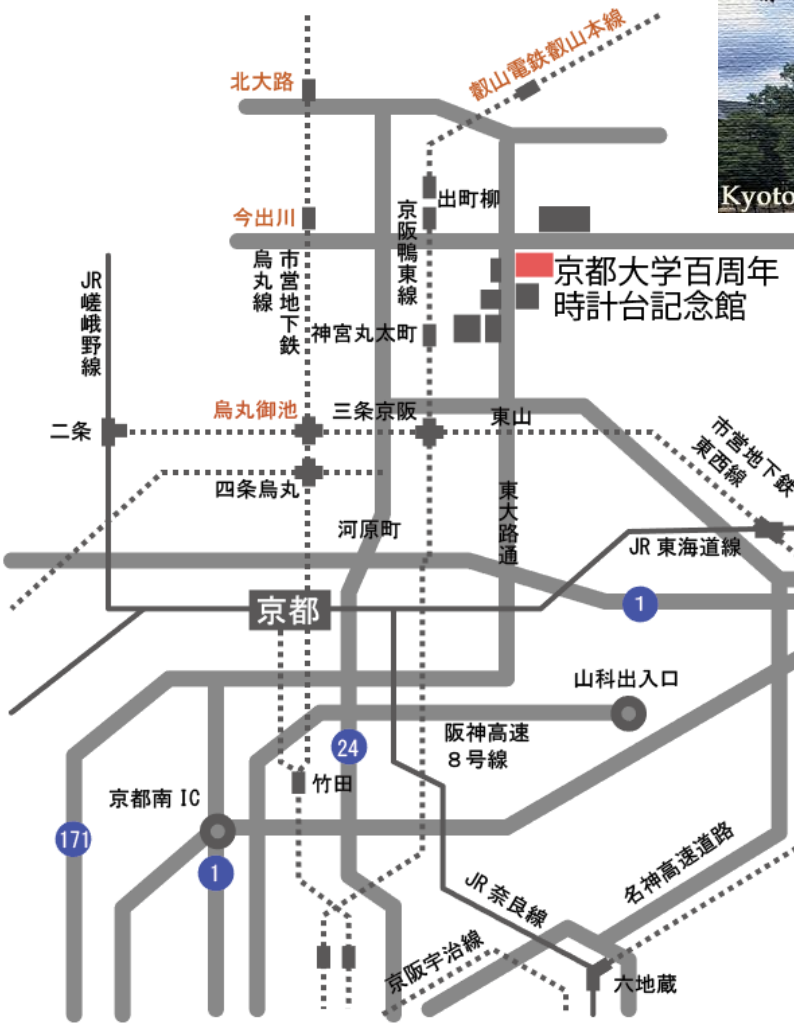 北大路
叡山電鉄叡山本線
Kyoto
出町柳
今出川
京阪鴨東線
市営地下鉄
烏丸線
JR嵯峨野線
京都大学百周年
時計台記念館
神宮丸太町
烏丸御池
三条京阪
東山
二条
市営地下鉄
東西線
四条烏丸
東大路通
河原町
JR 東海道線
京都
1
山科出入口
24
阪神高速
8号線
竹田
京都南 IC
171
1
名神高速道路
JR 奈良線
京阪宇治線
六地蔵